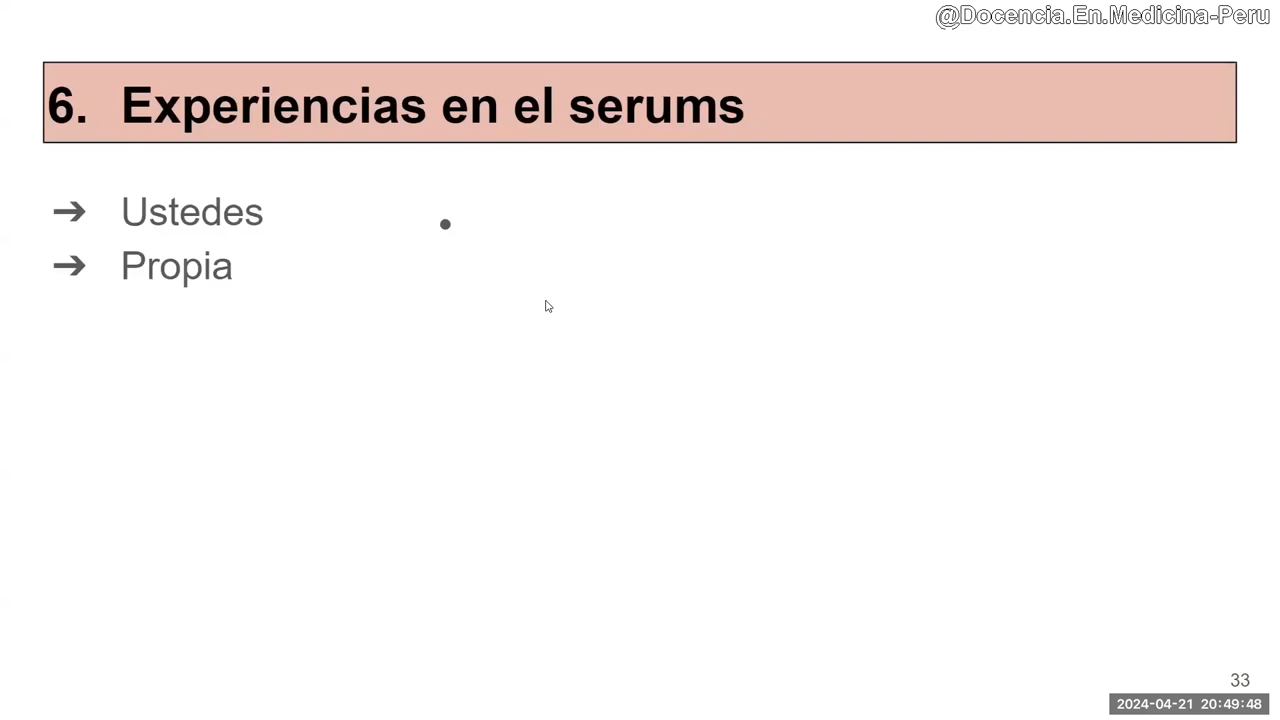 @Docencia.En.Medicina-Peru
6. Experiencias en el serums
➔ Ustedes
•
➔ Propia
33
2024-04-21 20:49:48